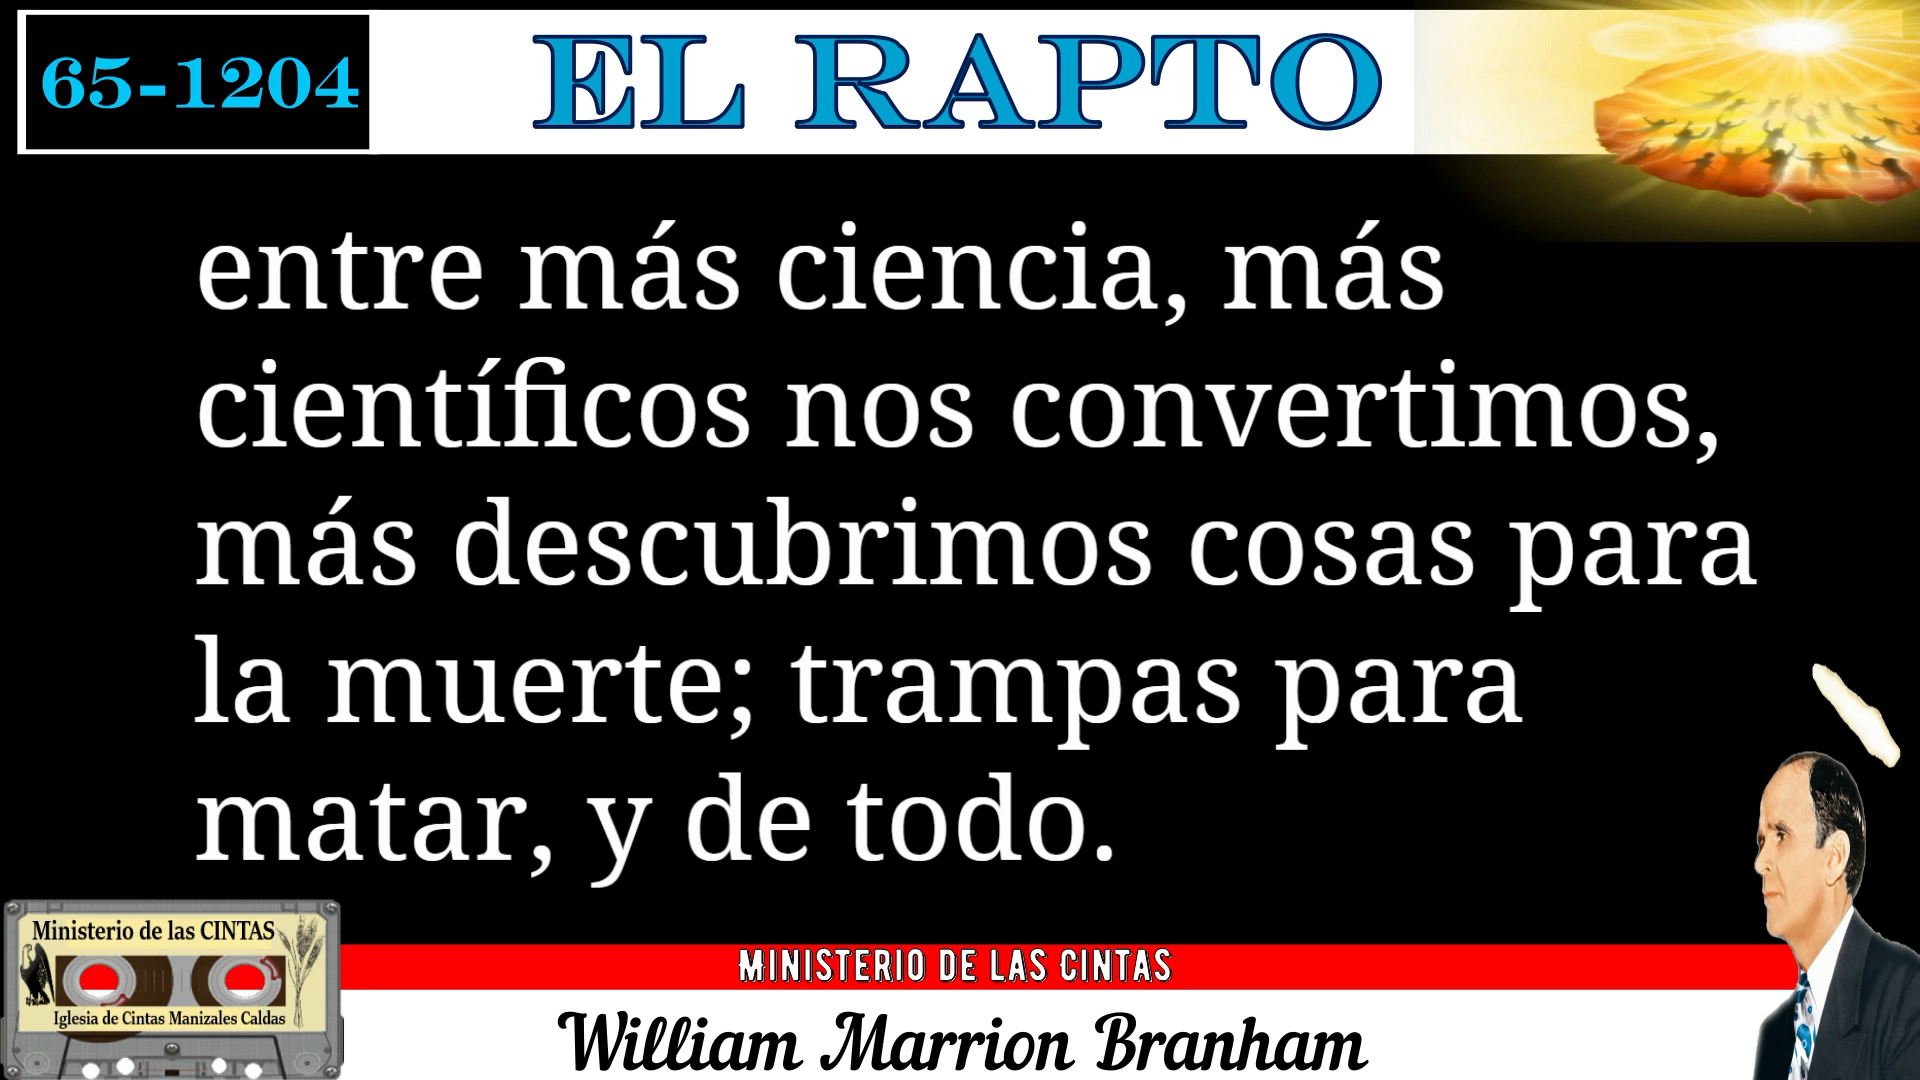 65-1204
EL RAPTO
entre más ciencia, más
científicos nos convertimos,
más descubrimos cosas para
la muerte; trampas para
matar, y de todo.
Ministerio de las CINTAS
Iglesia de Cintas Manizales Caldas
MINISTERIO DE LAS CINTAS
William Marrion Branham